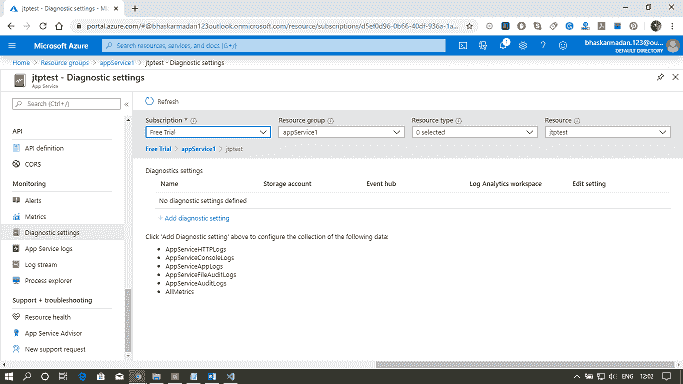 jtptest - Diagnostic settings - M
portal.azure.com/#@bhaskarmadan123outlook.onmicrosoft.com/resource/subscriptions/d5ef0d96-0b66-40df-936a-1a...
Microsoft Azure
Search resources, services, and docs (G+/)
1
bhaskarmadan.123@ou...
DEFAULT DIRECTORY
Home > Resource groups > appService1 > jtptest - Diagnostic settings
jtptest - Diagnostic settings
App Service
Search (Ctrl+/)
Refresh
API
API definition
CORS
Monitoring
Alerts
Metrics
Diagnostic settings
App Service logs
Log stream
Process explorer
Support + troubleshooting
Resource health
App Service Advisor
New support request
Subscription *
Resource group
Resource type
Resource
Free Trial
appService1
0 selected
jtptest
Free Trial > appService1 > jtptest
Diagnostics settings
Name Storage account Event hub Log Analytics workspace Edit setting
No diagnostic settings defined
+ Add diagnostic setting
Click 'Add Diagnostic setting' above to configure the collection of the following data:
AppServiceHTTPLogs
AppServiceConsoleLogs
AppServiceAppLogs
AppServiceFileAuditLogs
AppServiceAuditLogs
AllMetrics
ENG 12:02